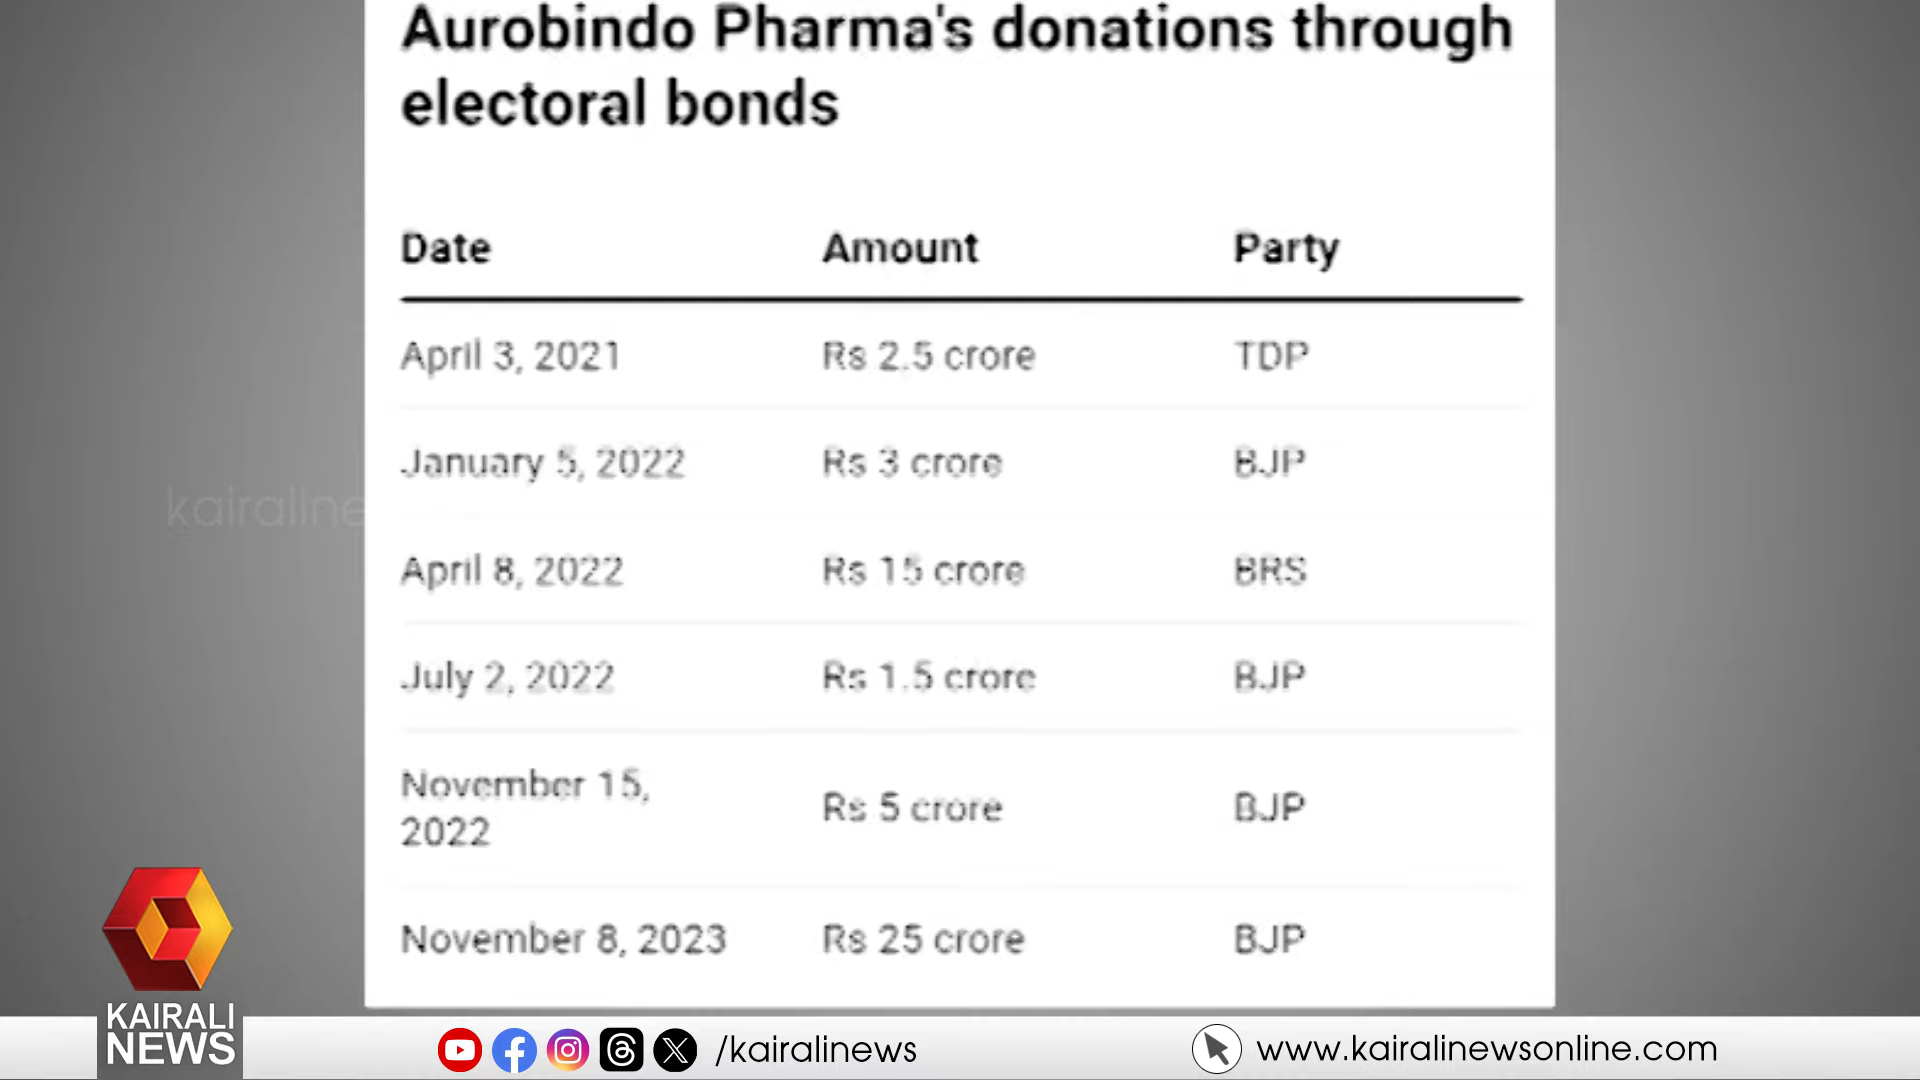 Aurobindo Pharma's donations through
electoral bonds
Date Amount Party
April 3, 2021 Rs 2.5 crore TDP
January 5, 2022 Rs 3 crore BJP
kairaline
April 8, 2022 Rs 15 crore BRS
July 2, 2022 Rs 1.5 crore BJP
November 15,
2022 Rs 5 crore BJP
November 8, 2023 Rs 25 crore BJP
KAIRALI
NEWS
/kairalinews
www.kairalinewsonline.com